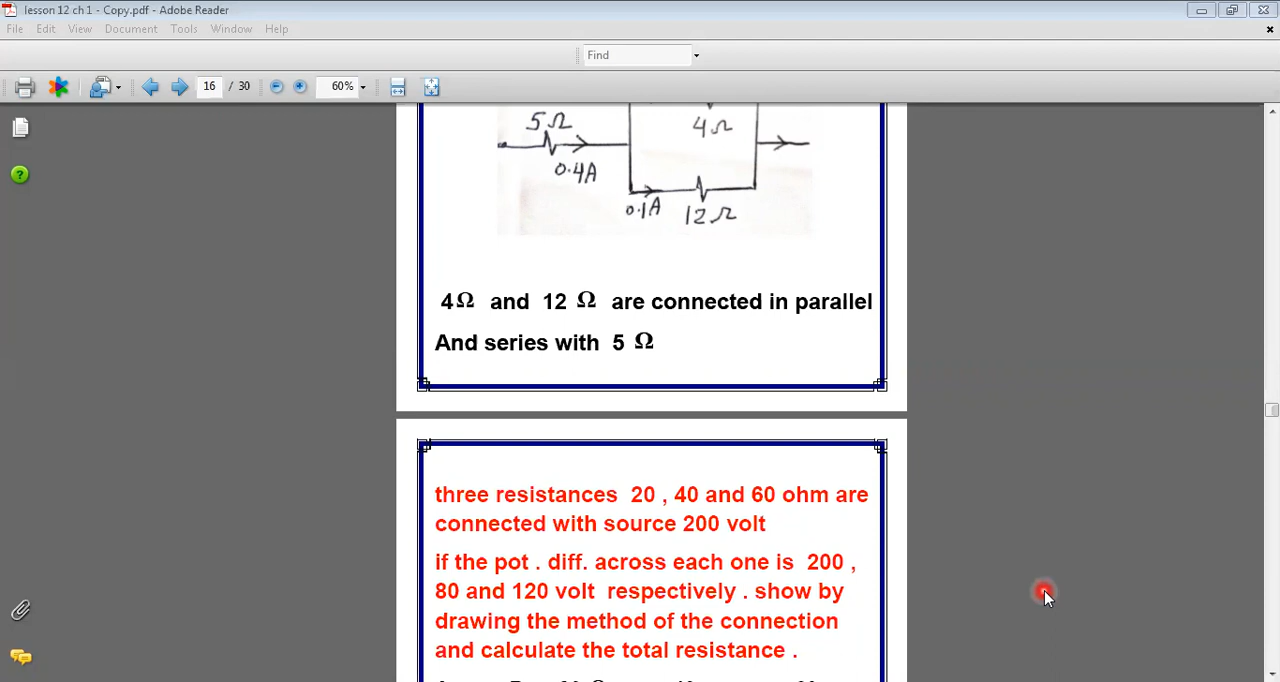 lesson 12 ch 1 - Copy.pdf - Adobe Reader
File Edit View Document Tools Window Help
Find
16 / 30 60%
4Ω
5Ω
0.4A
0.1A 12Ω
4Ω and 12 Ω are connected in parallel
And series with 5 Ω
three resistances 20 , 40 and 60 ohm are
connected with source 200 volt
if the pot . diff. across each one is 200 ,
80 and 120 volt respectively . show by
drawing the method of the connection
and calculate the total resistance .